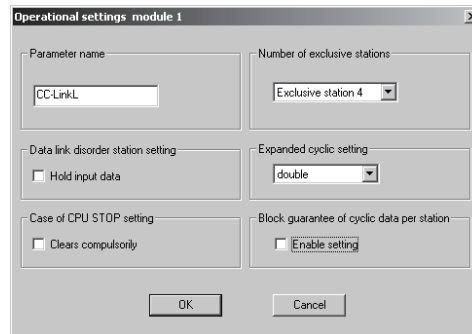 Operational settings module 1
Parameter name
CC-LinkL
Number of exclusive stations
Exclusive station 4
Data link disorder station setting
Hold input data
Expanded cyclic setting
double
Case of CPU STOP setting
Clears compulsorily
Block guarantee of cyclic data per station
Enable setting
OK
Cancel